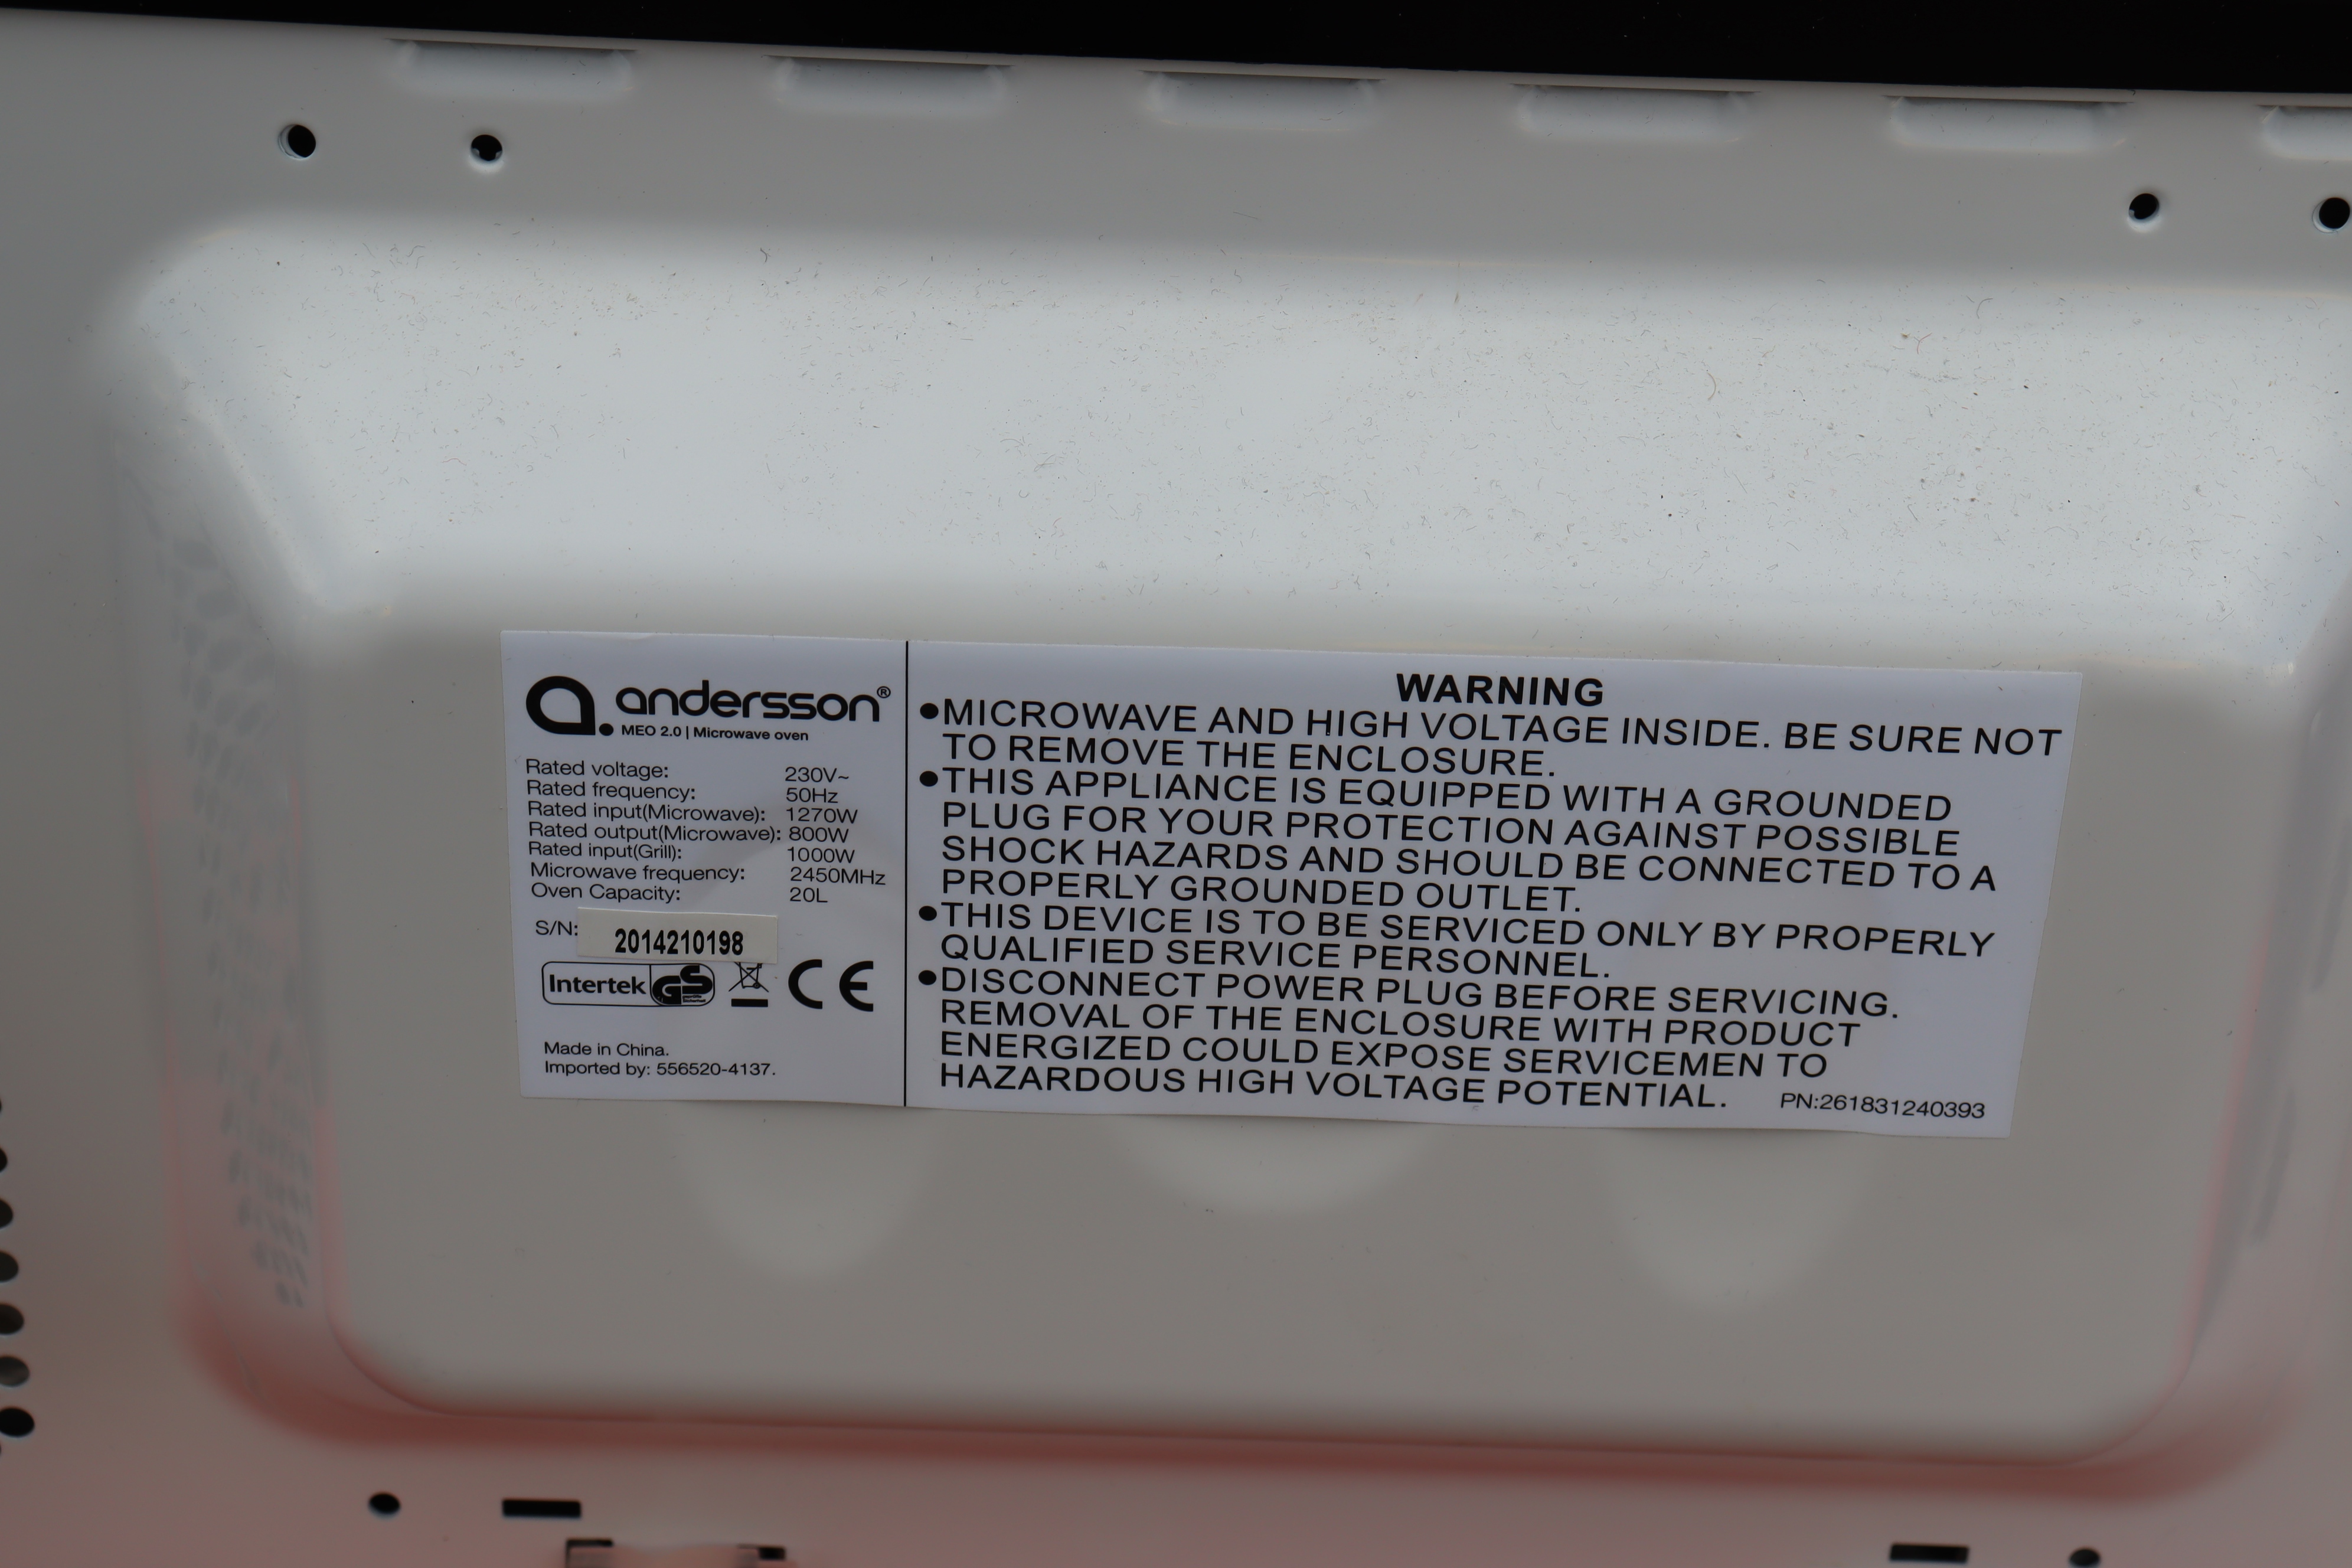 a. andersson®
MEO 2.0 | Microwave oven
Rated voltage: 230V~
Rated frequency: 50Hz
Rated input(Microwave): 1270W
Rated output(Microwave): 800W
Rated input(Grill): 1000W
Microwave frequency: 2450MHz
Oven Capacity: 20L
S/N: 2014210198
Intertek GS CE
Made in China.
Imported by: 556520-4137.
WARNING
●MICROWAVE AND HIGH VOLTAGE INSIDE. BE SURE NOT
TO REMOVE THE ENCLOSURE.
●THIS APPLIANCE IS EQUIPPED WITH A GROUNDED
PLUG FOR YOUR PROTECTION AGAINST POSSIBLE
SHOCK HAZARDS AND SHOULD BE CONNECTED TO A
PROPERLY GROUNDED OUTLET.
●THIS DEVICE IS TO BE SERVICED ONLY BY PROPERLY
QUALIFIED SERVICE PERSONNEL.
●DISCONNECT POWER PLUG BEFORE SERVICING.
REMOVAL OF THE ENCLOSURE WITH PRODUCT
ENERGIZED COULD EXPOSE SERVICEMEN TO
HAZARDOUS HIGH VOLTAGE POTENTIAL.
PN:261831240393